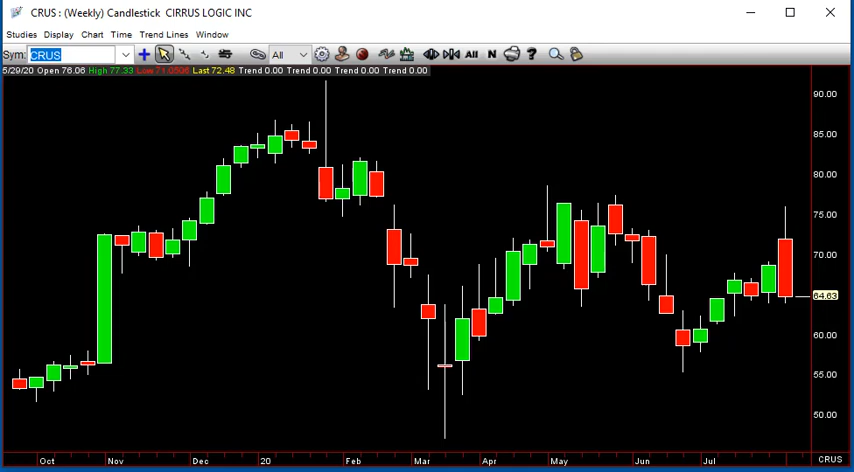 CRUS : (Weekly) Candlestick CIRRUS LOGIC INC
Studies Display Chart Time Trend Lines Window
Sym: CRUS All All N ?
5/29/20 Open 76.06 High 77.33 Low 71.0506 Last 72.48 Trend 0.00 Trend 0.00 Trend 0.00 Trend 0.00
90.00
85.00
80.00
75.00
70.00
64.63
60.00
55.00
50.00
Oct Nov Dec 20 Feb Mar Apr May Jun Jul CRUS